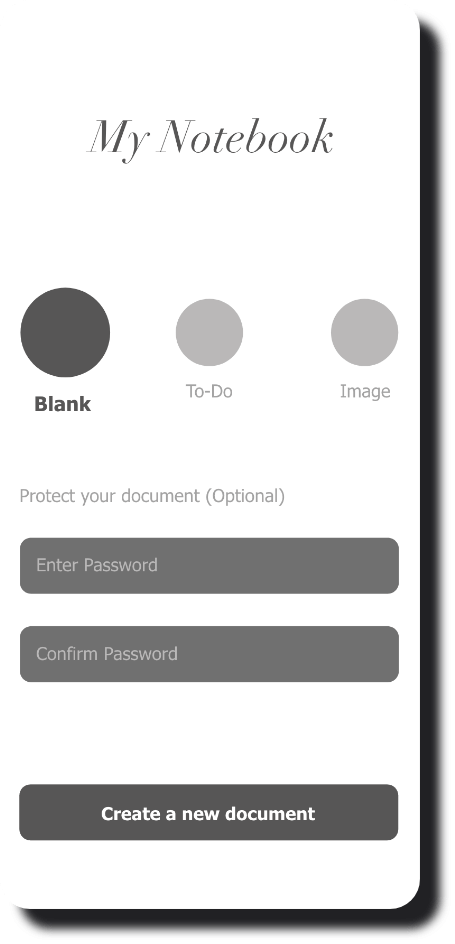 My Notebook
Blank
To-Do
Image
Protect your document (Optional)
Enter Password
Confirm Password
Create a new document